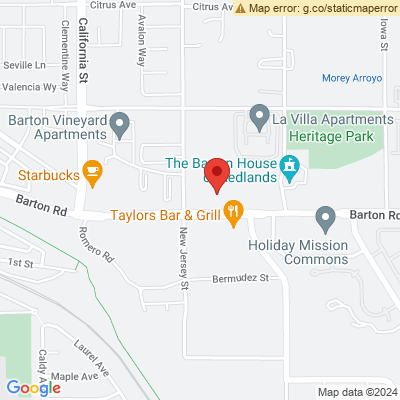 Citrus Ave
Citrus Ave
Map error: g.co/staticmaperror
California St
Clementine Way
Avalon Way
Iowa St
Seville Ln
Valencia Wy
Morey Arroyo
Barton Vineyard
Apartments
La Villa Apartments
Heritage Park
Starbucks
The Barton House
of Redlands
Barton Rd
Taylors Bar & Grill
Barton Ro
Romero Rd
New Jersey St
Holiday Mission
Commons
1st St
Bermudez St
Laurel Ave
Caldy A
Maple Ave
Google
Map data ©2024